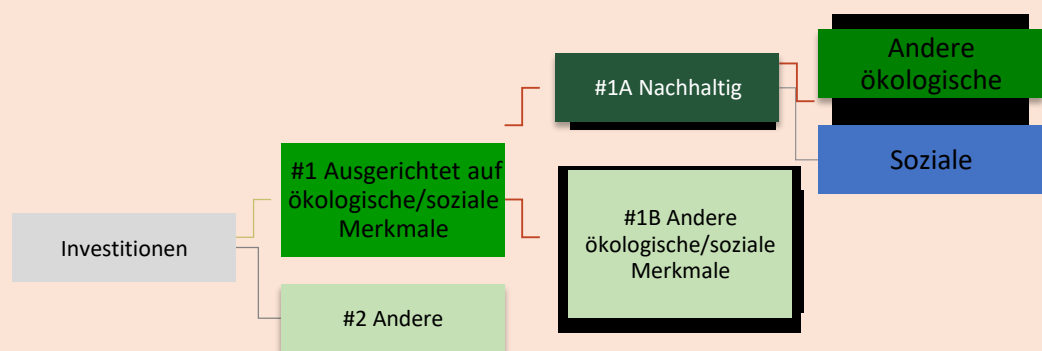 Investitionen
#1 Ausgerichtet auf
ökologische/soziale
Merkmale
#2 Andere
#1A Nachhaltig
#1B Andere
ökologische/soziale
Merkmale
Andere
ökologische
Soziale